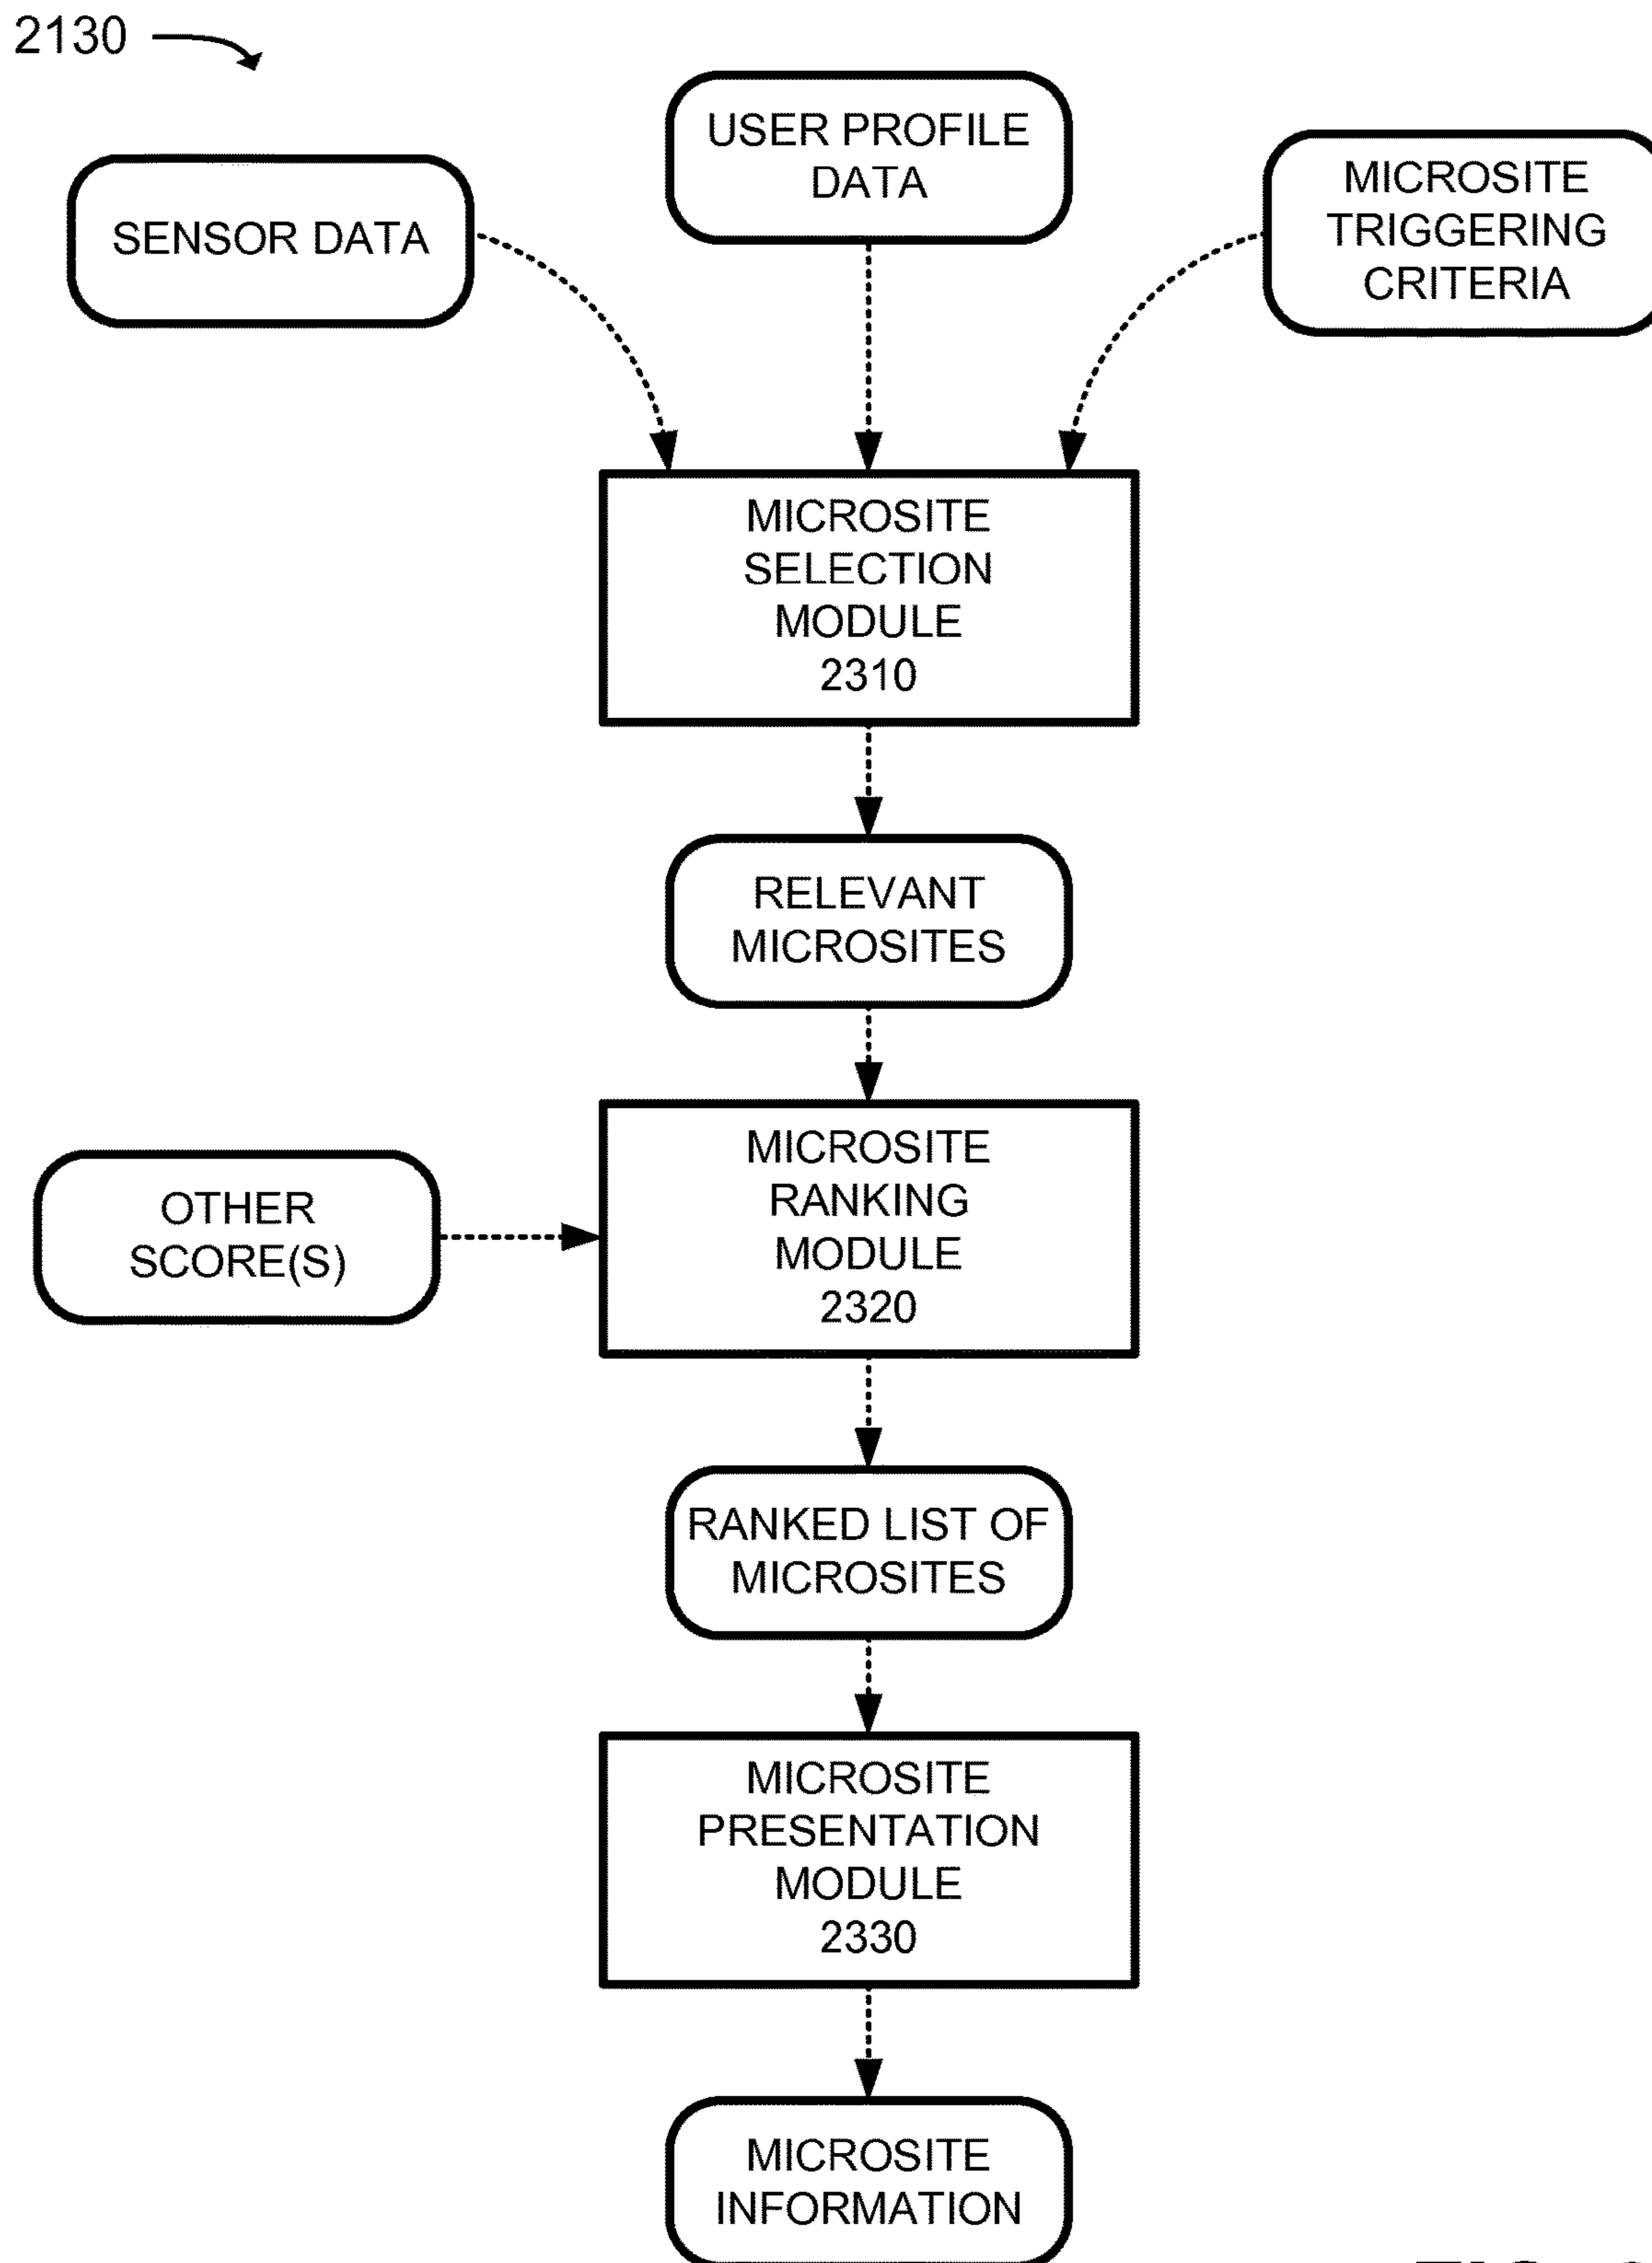 2130
USER PROFILE
DATA
SENSOR DATA
MICROSITE
TRIGGERING
CRITERIA
MICROSITE
SELECTION
MODULE
2310
RELEVANT
MICROSITES
OTHER
SCORE(S)
MICROSITE
RANKING
MODULE
2320
RANKED LIST OF
MICROSITES
MICROSITE
PRESENTATION
MODULE
2330
MICROSITE
INFORMATION